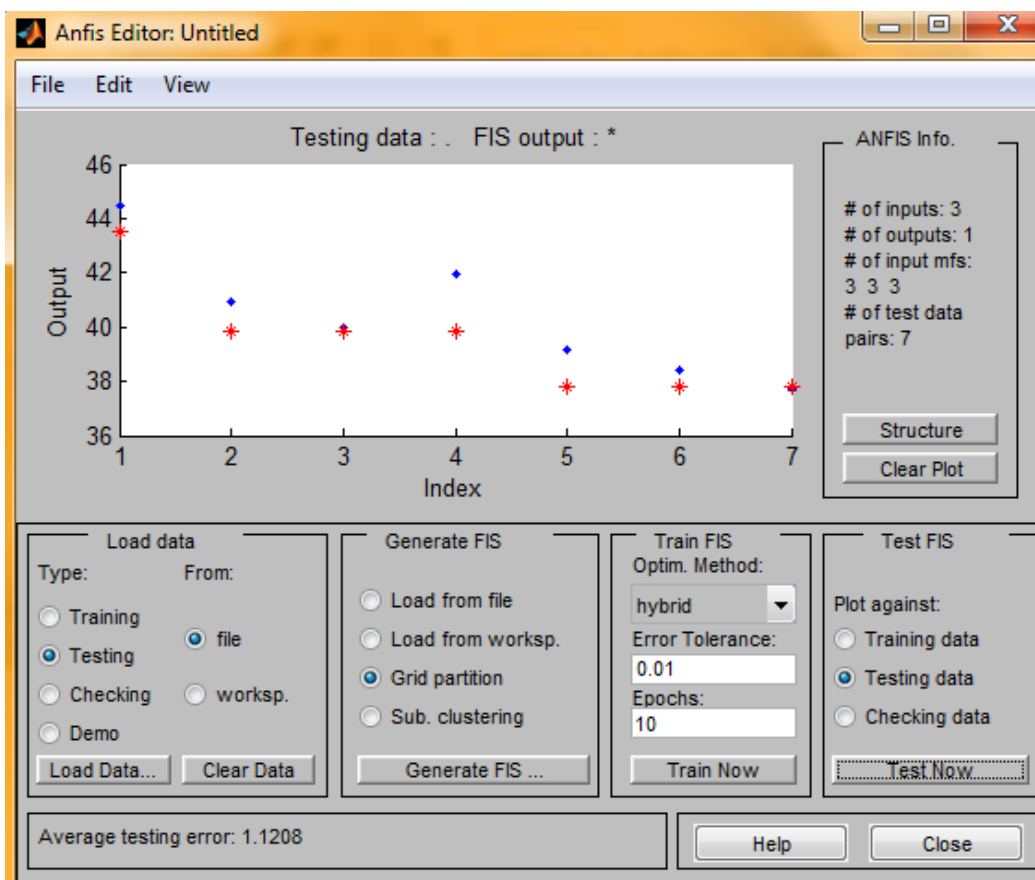 Anfis Editor: Untitled
File Edit View
Testing data : . FIS output : *
46
44
42
40
38
36
Output
1 2 3 4 5 6 7
Index
ANFIS Info.
# of inputs: 3
# of outputs: 1
# of input mfs:
3 3 3
# of test data
pairs: 7
Structure
Clear Plot
Load data
Type: From:
Training
file
Testing
Checking
worksp.
Demo
Load Data... Clear Data
Generate FIS
Load from file
Load from worksp.
Grid partition
Sub. clustering
Generate FIS ...
Train FIS
Optim. Method:
hybrid
Error Tolerance:
0.01
Epochs:
10
Train Now
Test FIS
Plot against:
Training data
Testing data
Checking data
Test Now
Average testing error: 1.1208
Help Close